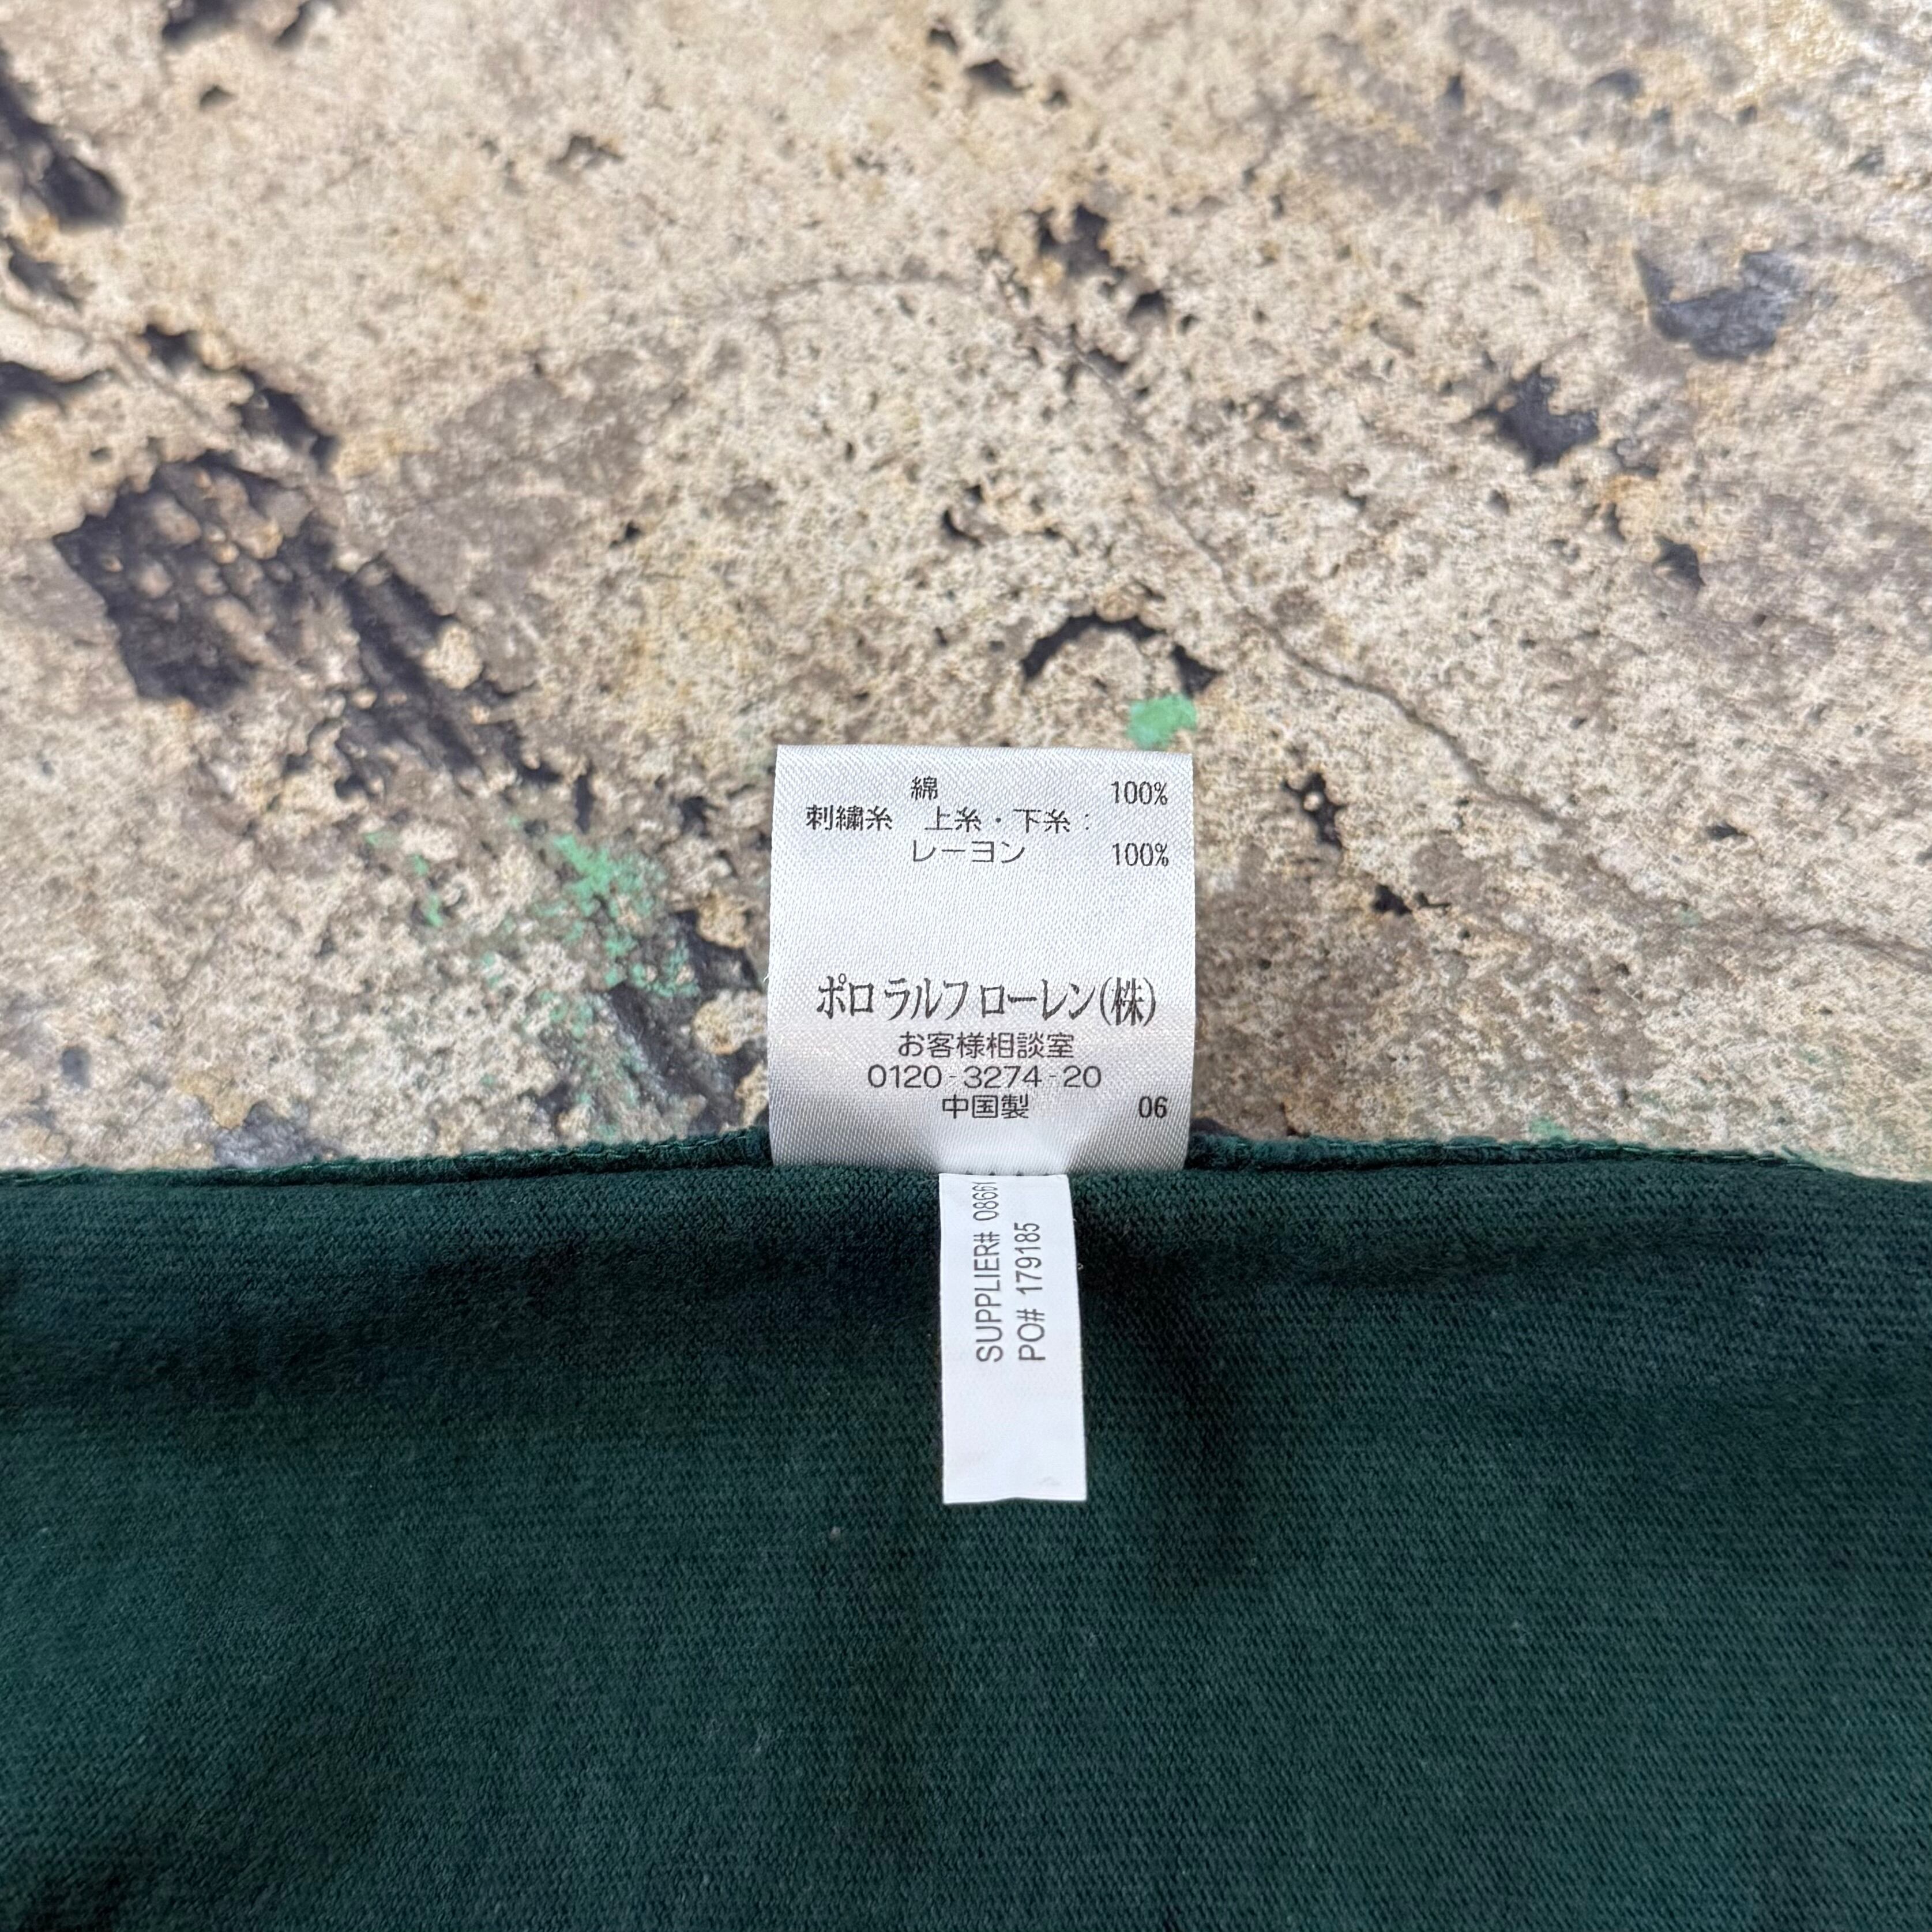 綿 100%
刺繍糸 上糸・下糸:
レーヨン 100%
ポロ ラルフ ローレン(株)
お客様相談室
0120-3274-20
中国製 06
SUPPLIER#
PO# 179185